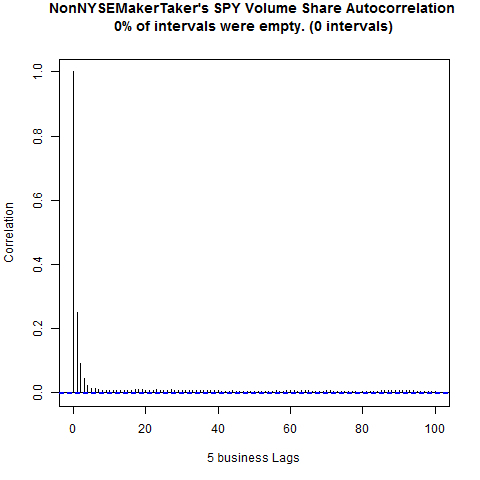 NonNYSEMakerTaker's SPY Volume Share Autocorrelation
0% of intervals were empty. (0 intervals)
1.0
0.8
0.6
0.4
0.2
0.0
Correlation
0 20 40 60 80 100
5 business Lags